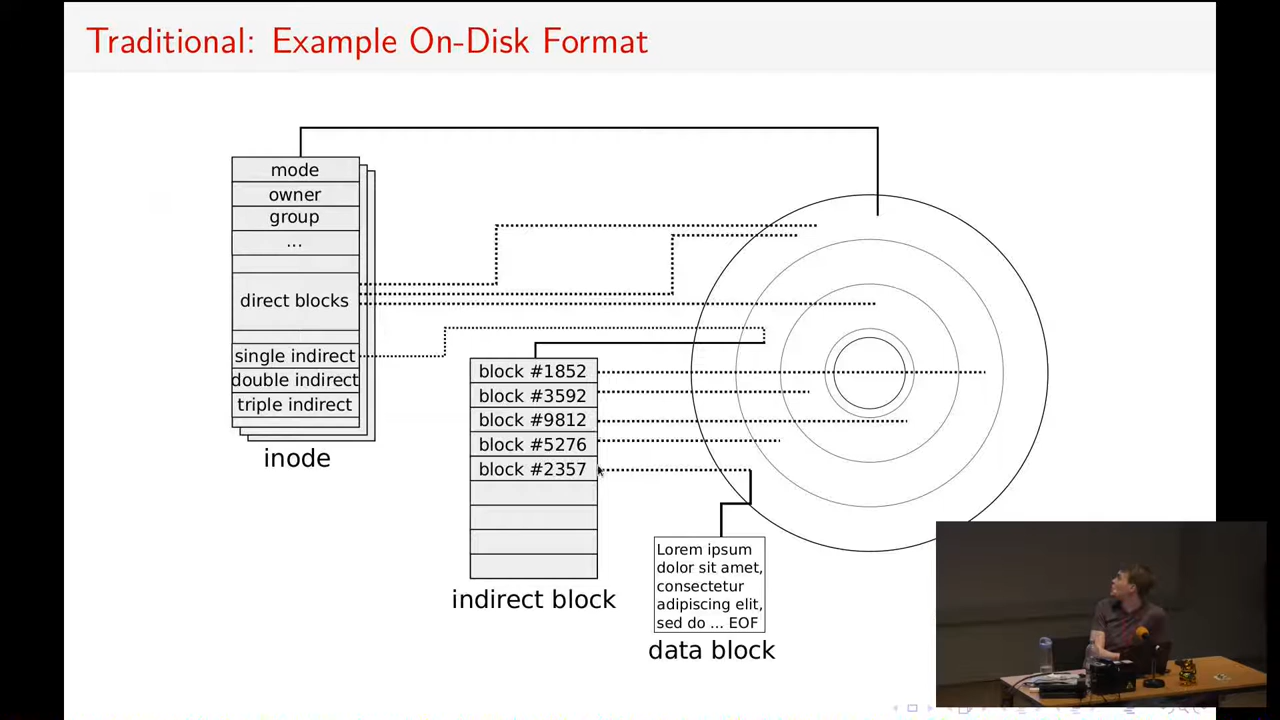 Traditional: Example On-Disk Format
mode
owner
group
...
direct blocks
single indirect
double indirect
triple indirect
inode
block #1852
block #3592
block #9812
block #5276
block #2357
indirect block
Lorem ipsum
dolor sit amet,
consectetur
adipiscing elit,
sed do ... EOF
data block